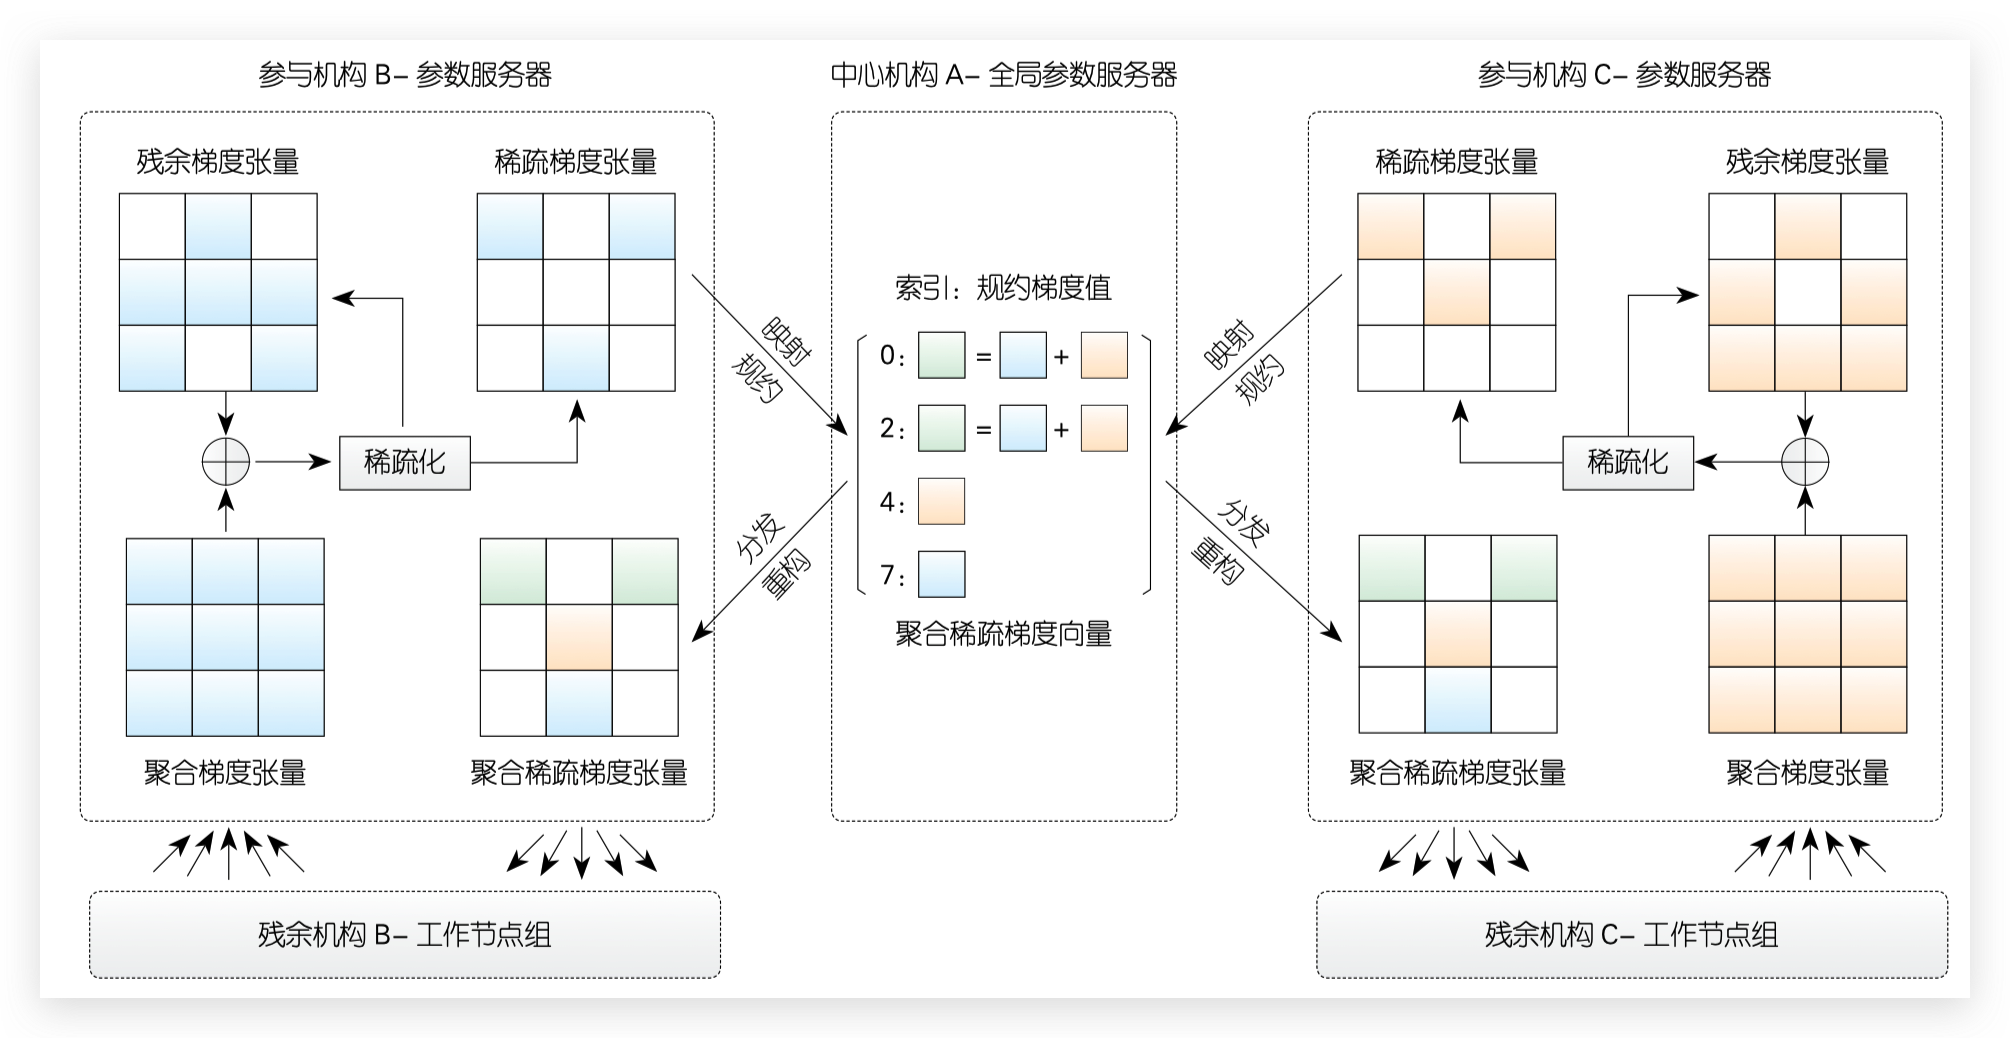 参与机构 B– 参数服务器
中心机构 A– 全局参数服务器
参与机构 C– 参数服务器
残余梯度张量
稀疏梯度张量
稀疏梯度张量
残余梯度张量
索引：规约梯度值
映射
规约
映射
规约
0： = +
2： = +
4：
7：
稀疏化
稀疏化
分发
重构
分发
重构
聚合稀疏梯度向量
聚合梯度张量
聚合稀疏梯度张量
聚合稀疏梯度张量
聚合梯度张量
残余机构 B– 工作节点组
残余机构 C– 工作节点组